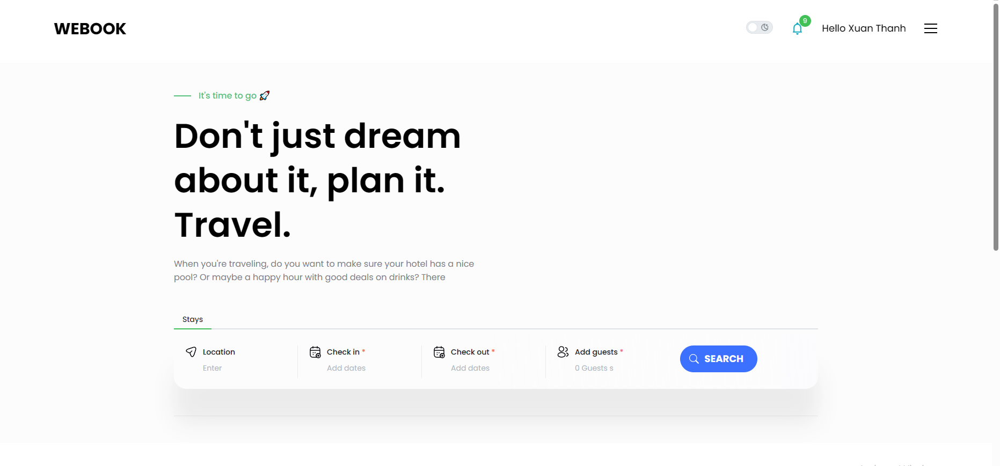 WEBOOK
9
Hello Xuan Thanh
It's time to go 🚀
Don't just dream
about it, plan it.
Travel.
When you're traveling, do you want to make sure your hotel has a nice
pool? Or maybe a happy hour with good deals on drinks? There
Stays
Location
Enter
Check in *
Add dates
Check out *
Add dates
Add guests *
0 Guests s
SEARCH